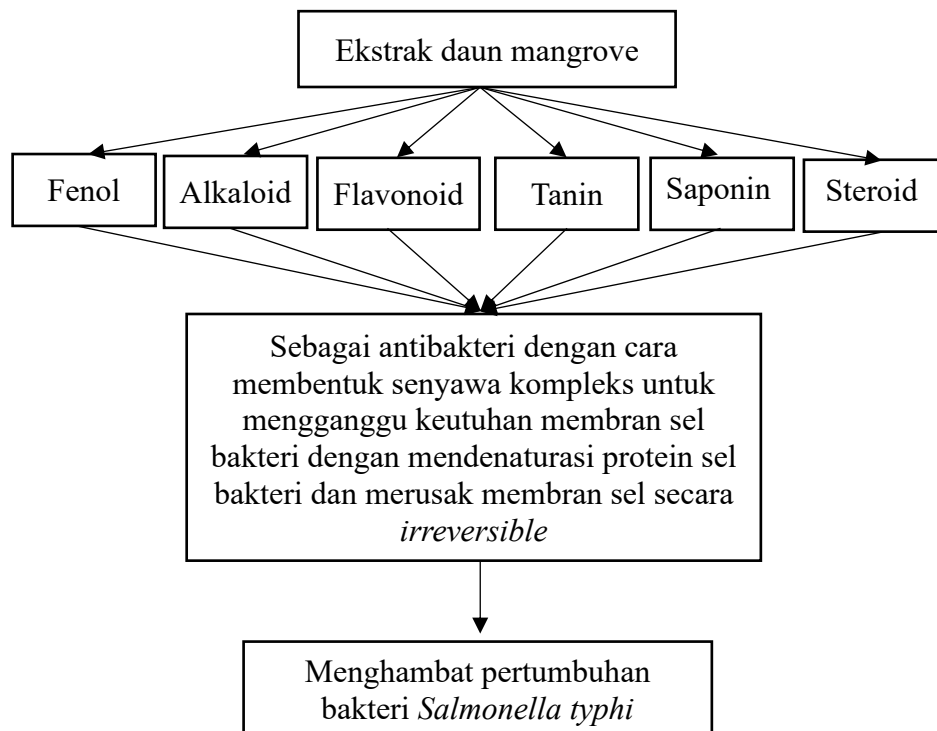 Ekstrak daun mangrove
Fenol
Alkaloid
Flavonoid
Tanin
Saponin
Steroid
Sebagai antibakteri dengan cara
membentuk senyawa kompleks untuk
mengganggu keutuhan membran sel
bakteri dengan mendenaturasi protein sel
bakteri dan merusak membran sel secara
irreversible
Menghambat pertumbuhan
bakteri Salmonella typhi